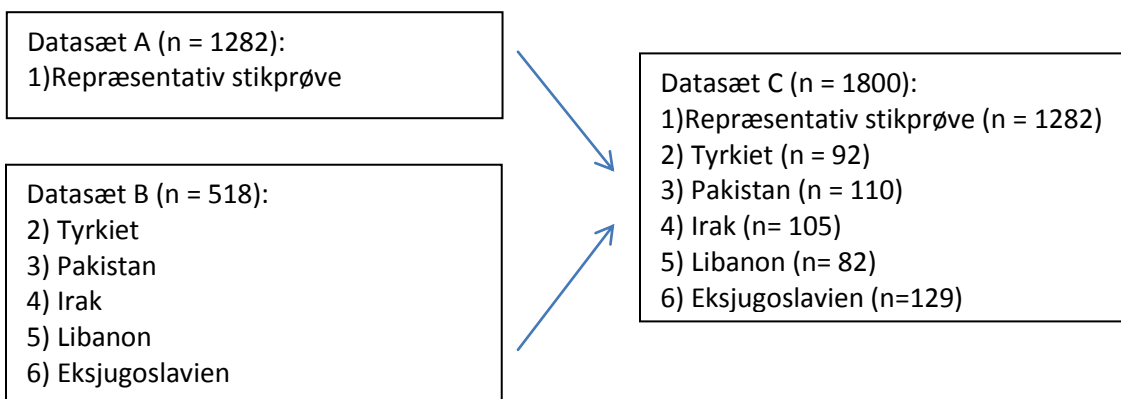 Datasæt A (n = 1282):
1)Repræsentativ stikprøve
Datasæt B (n = 518):
2) Tyrkiet
3) Pakistan
4) Irak
5) Libanon
6) Eksjugoslavien
Datasæt C (n = 1800):
1)Repræsentativ stikprøve (n = 1282)
2) Tyrkiet (n = 92)
3) Pakistan (n = 110)
4) Irak (n= 105)
5) Libanon (n= 82)
6) Eksjugoslavien (n=129)